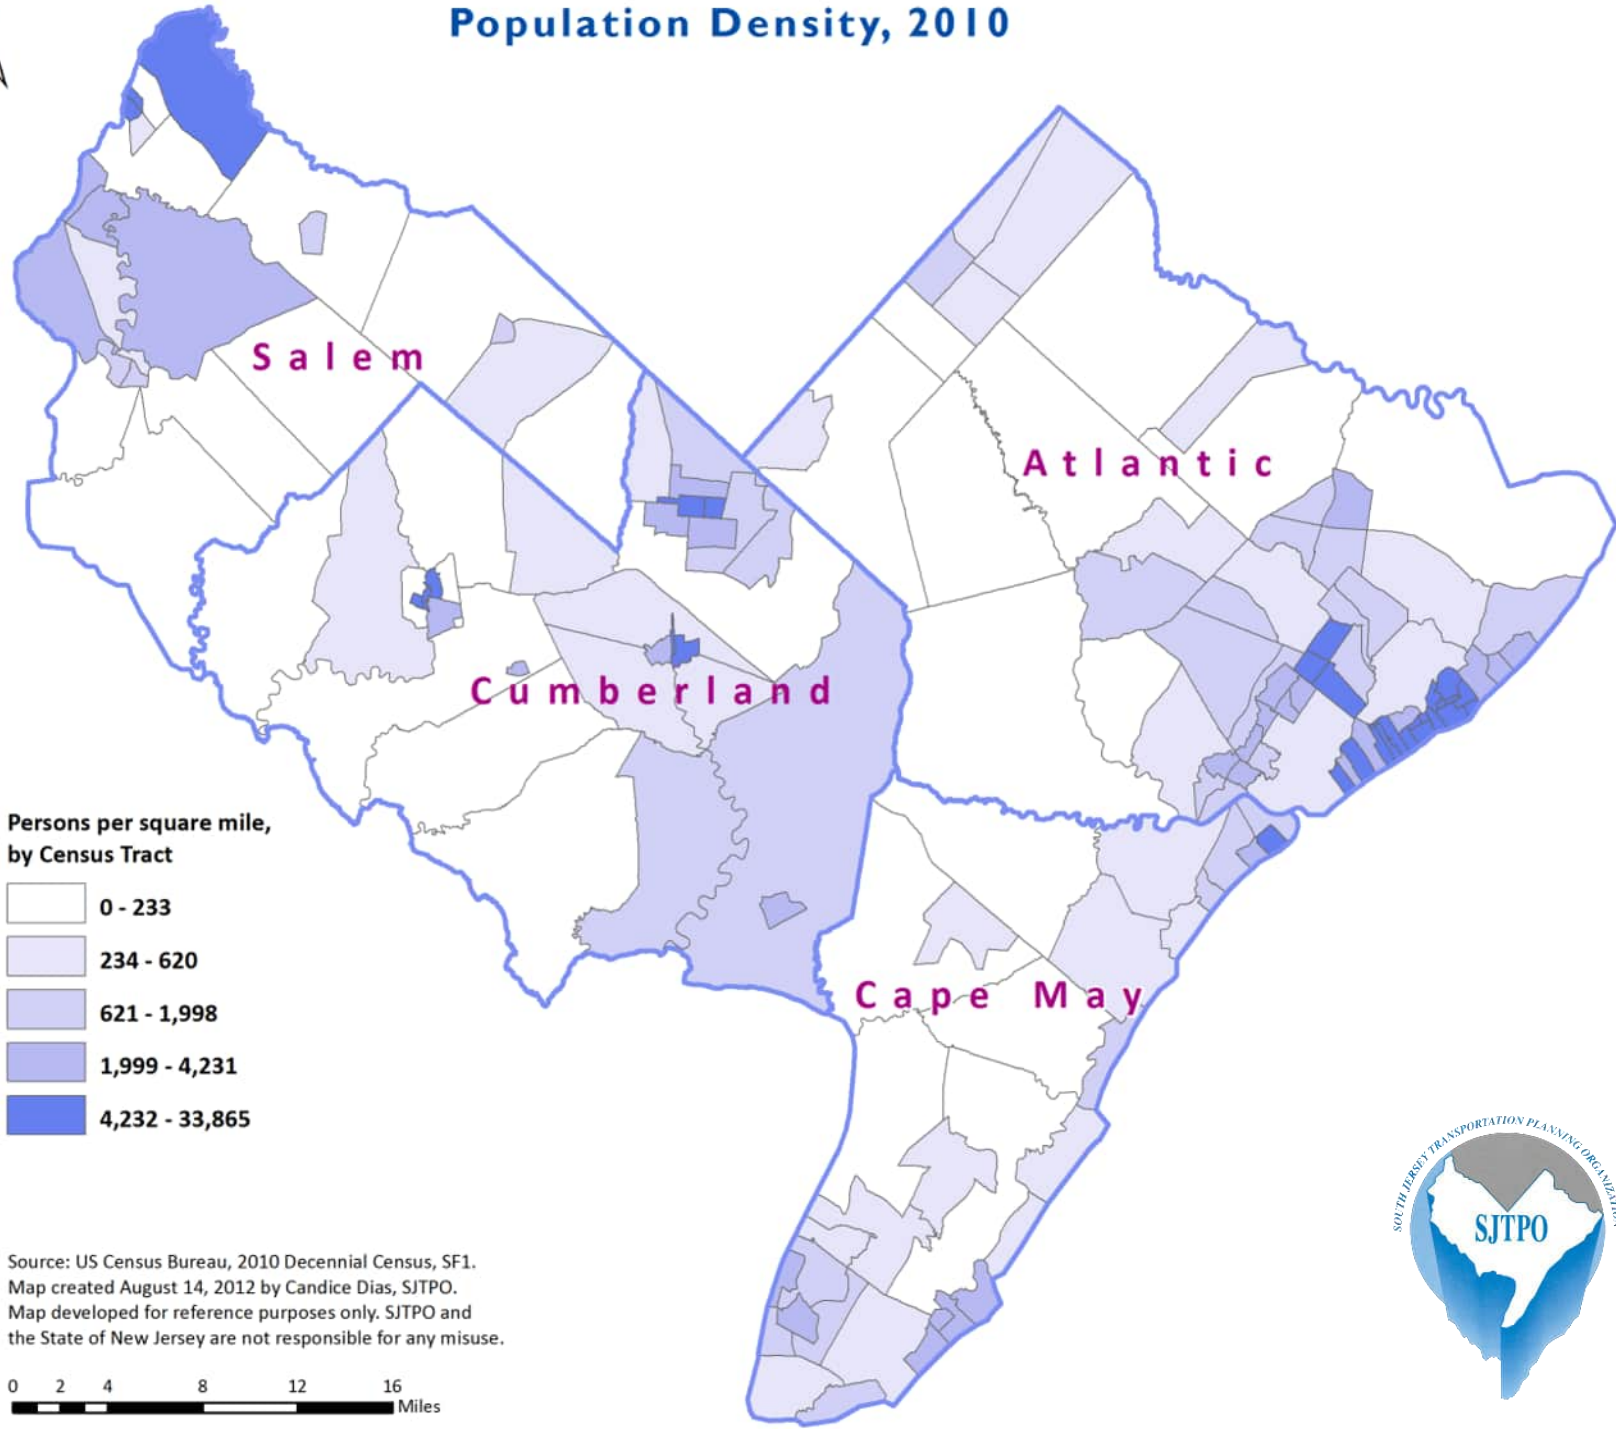 Population Density, 2010
Salem
Atlantic
Cumberland
Cape May
Persons per square mile,
by Census Tract
0 - 233
234 - 620
621 - 1,998
1,999 - 4,231
4,232 - 33,865
Source: US Census Bureau, 2010 Decennial Census, SF1.
Map created August 14, 2012 by Candice Dias, SJTPO.
Map developed for reference purposes only. SJTPO and
the State of New Jersey are not responsible for any misuse.
0 2 4 8 12 16
Miles
SOUTH JERSEY TRANSPORTATION PLANNING
SJTPO